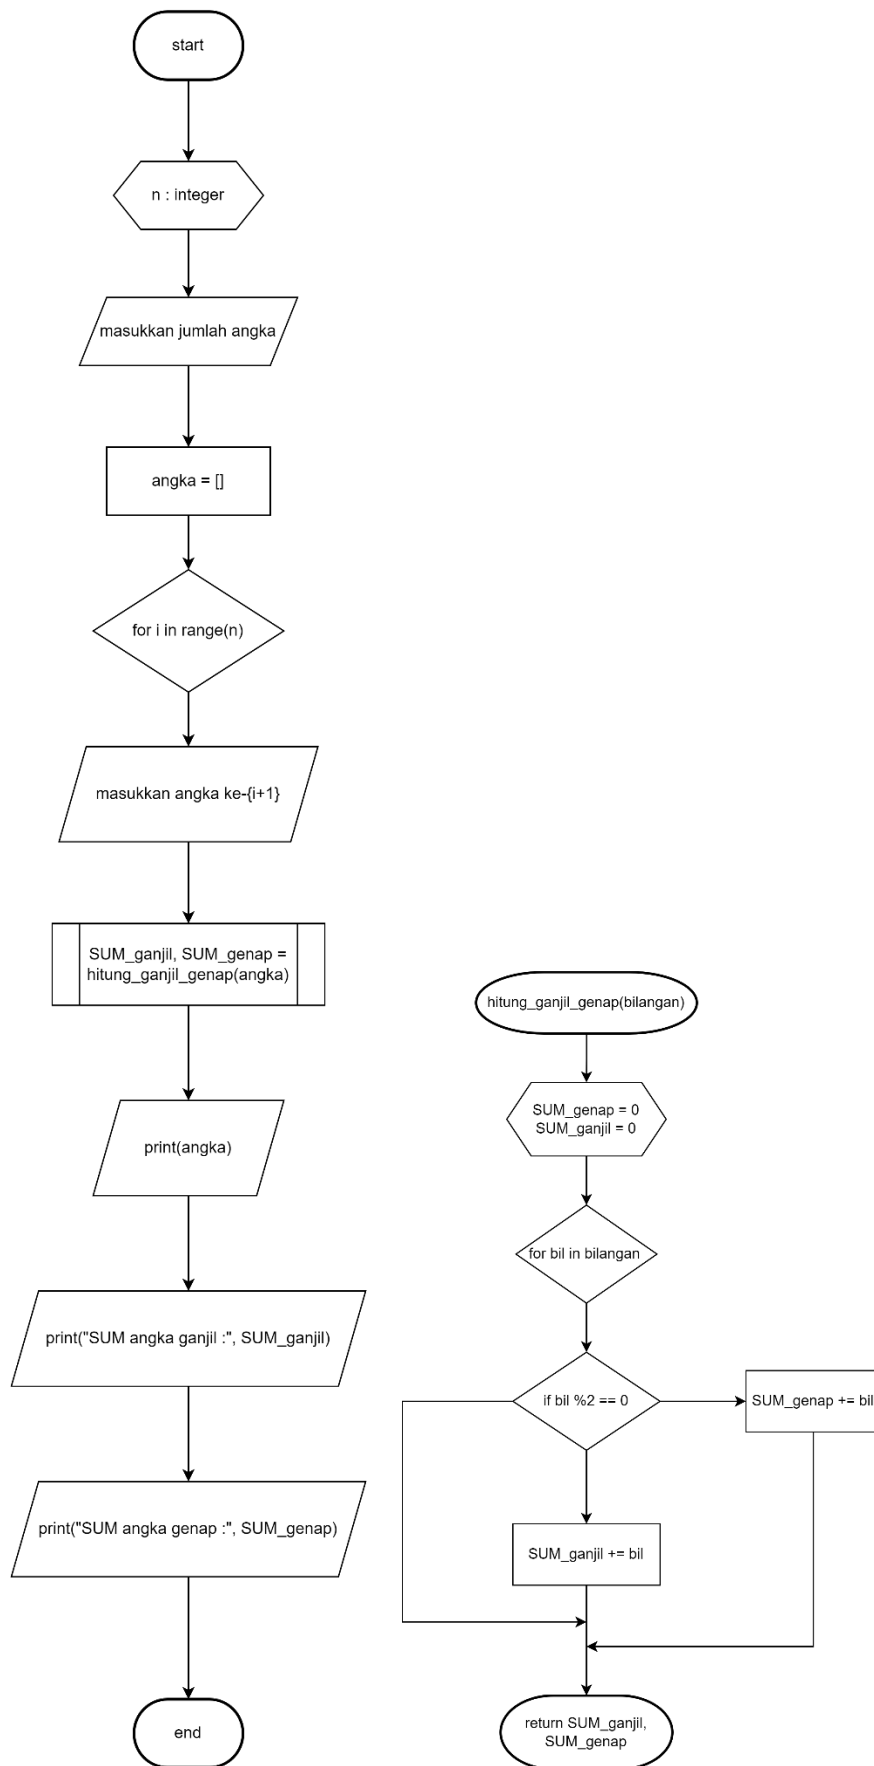 start
n : integer
masukkan jumlah angka
angka = []
for i in range(n)
masukkan angka ke-{i+1}
SUM_ganjil, SUM_genap =
hitung_ganjil_genap(angka)
print(angka)
print("SUM angka ganjil :", SUM_ganjil)
print("SUM angka genap :", SUM_genap)
end
hitung_ganjil_genap(bilangan)
SUM_genap = 0
SUM_ganjil = 0
for bil in bilangan
if bil %2 == 0
SUM_genap += bil
SUM_ganjil += bil
return SUM_ganjil,
SUM_genap